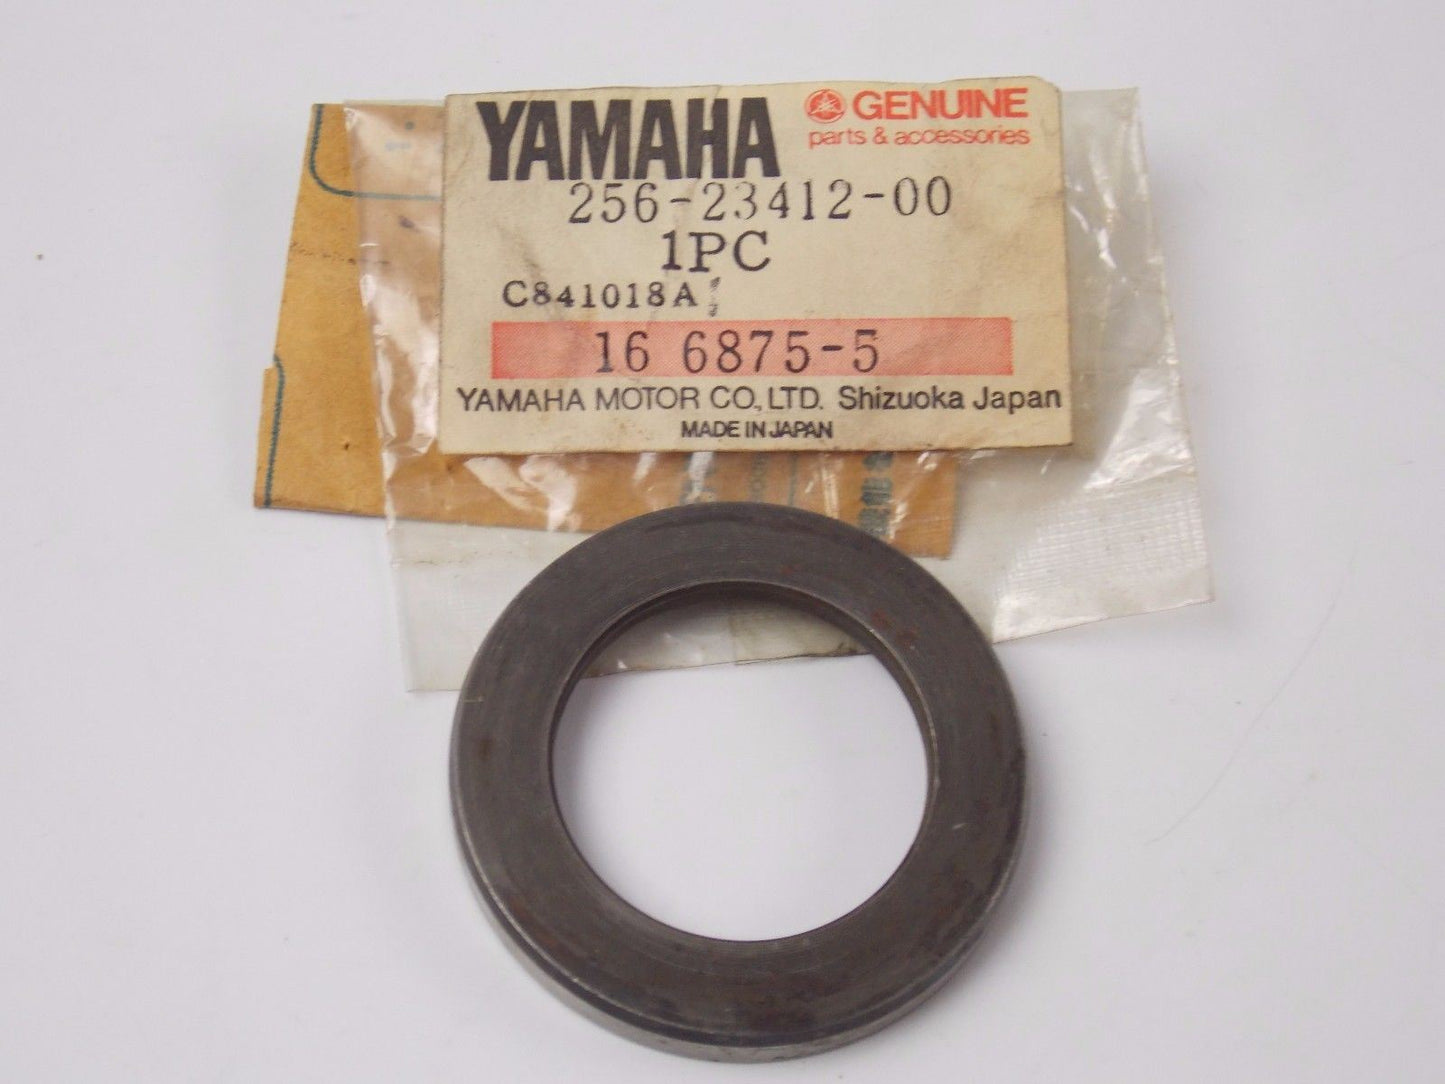 YAMAHA
GENUINE
parts & accessories
256-23412-00
1PC
C841018A
16 6875-5
YAMAHA MOTOR CO., LTD. Shizuoka Japan
MADE IN JAPAN